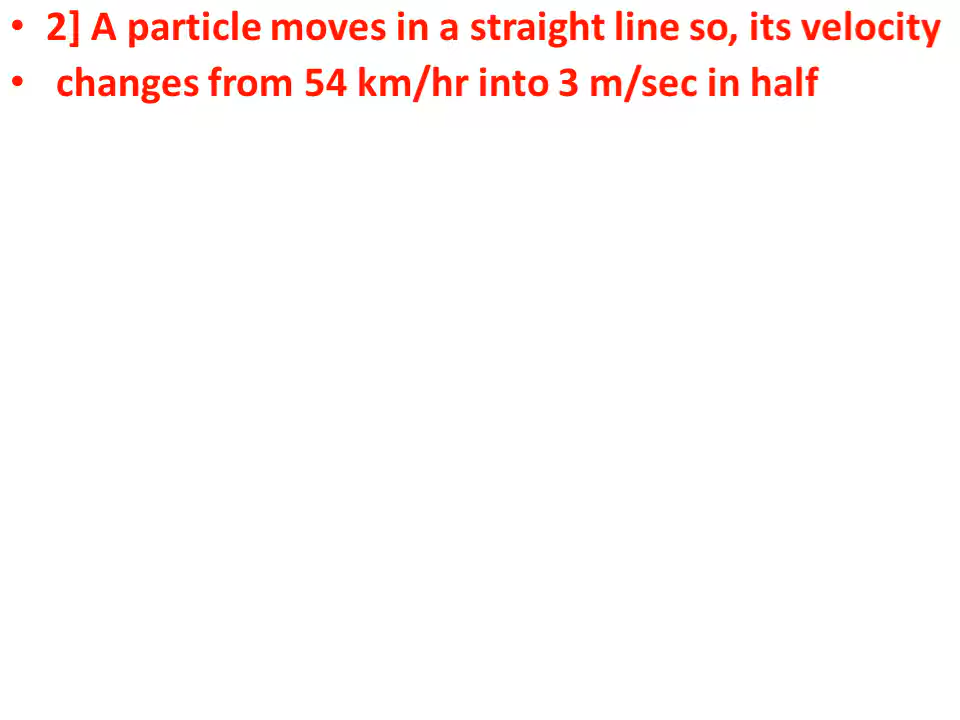 • 2] A particle moves in a straight line so, its velocity
• changes from 54 km/hr into 3 m/sec in half